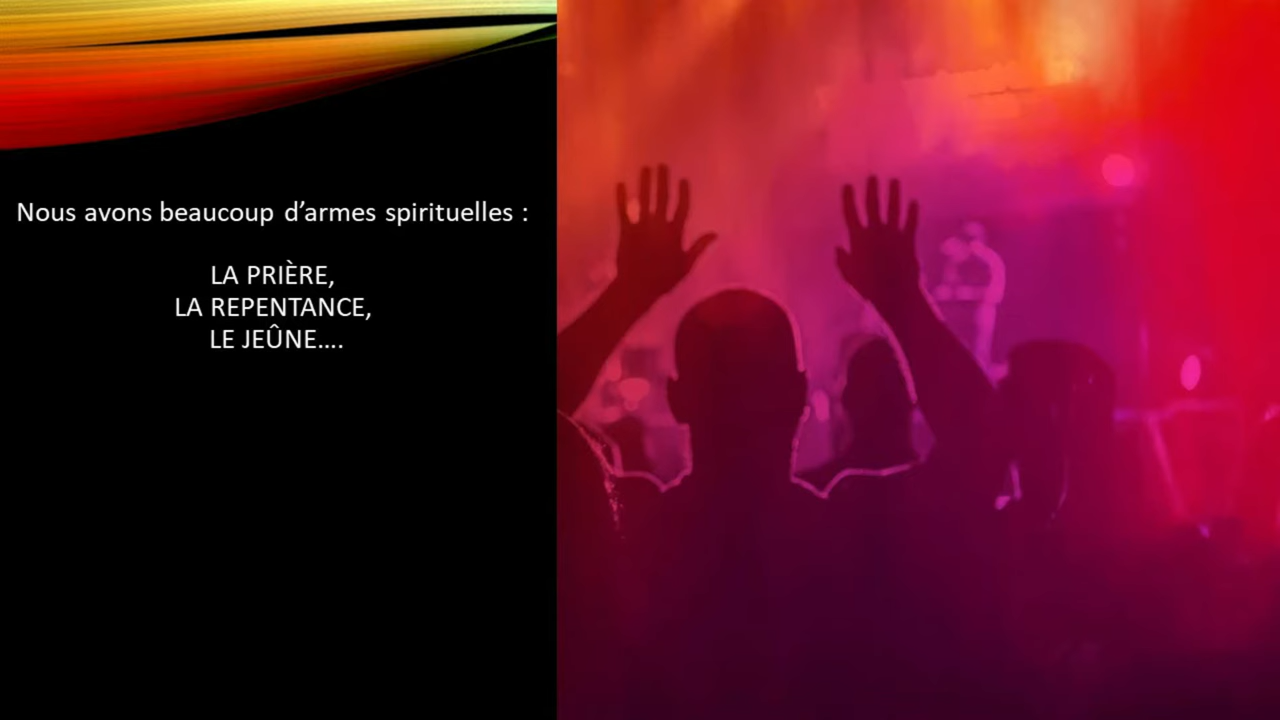 Nous avons beaucoup d’armes spirituelles :
LA PRIÈRE,
LA REPENTANCE,
LE JEÛNE….